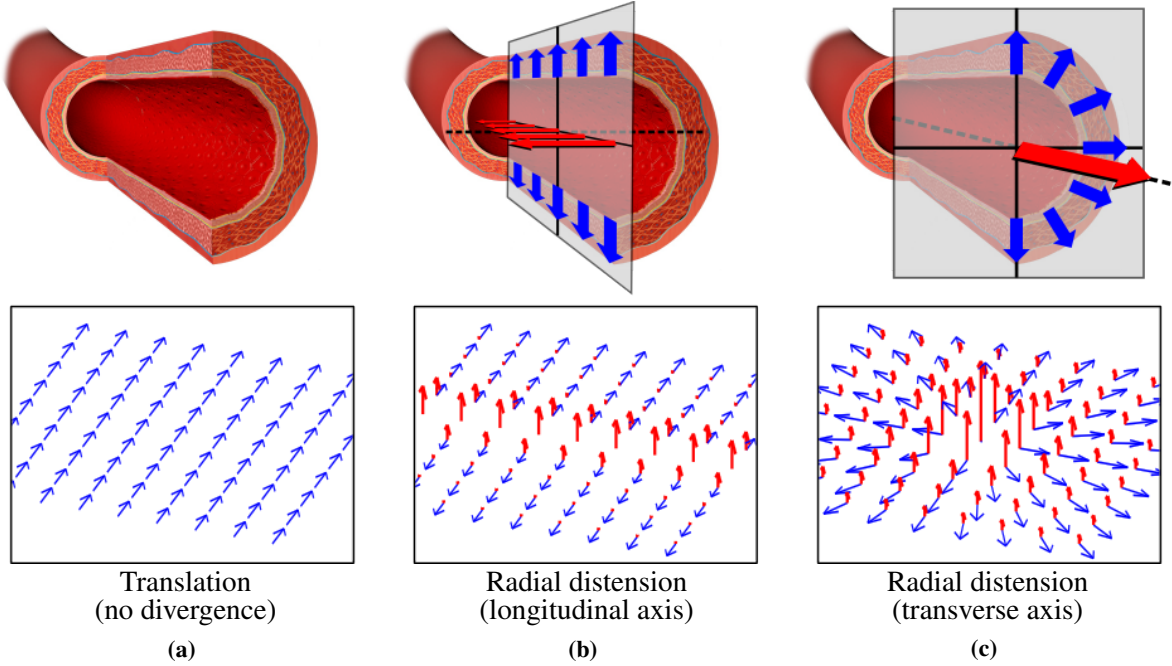 Translation
(no divergence)
(a)
Radial distension
(longitudinal axis)
(b)
Radial distension
(transverse axis)
(c)